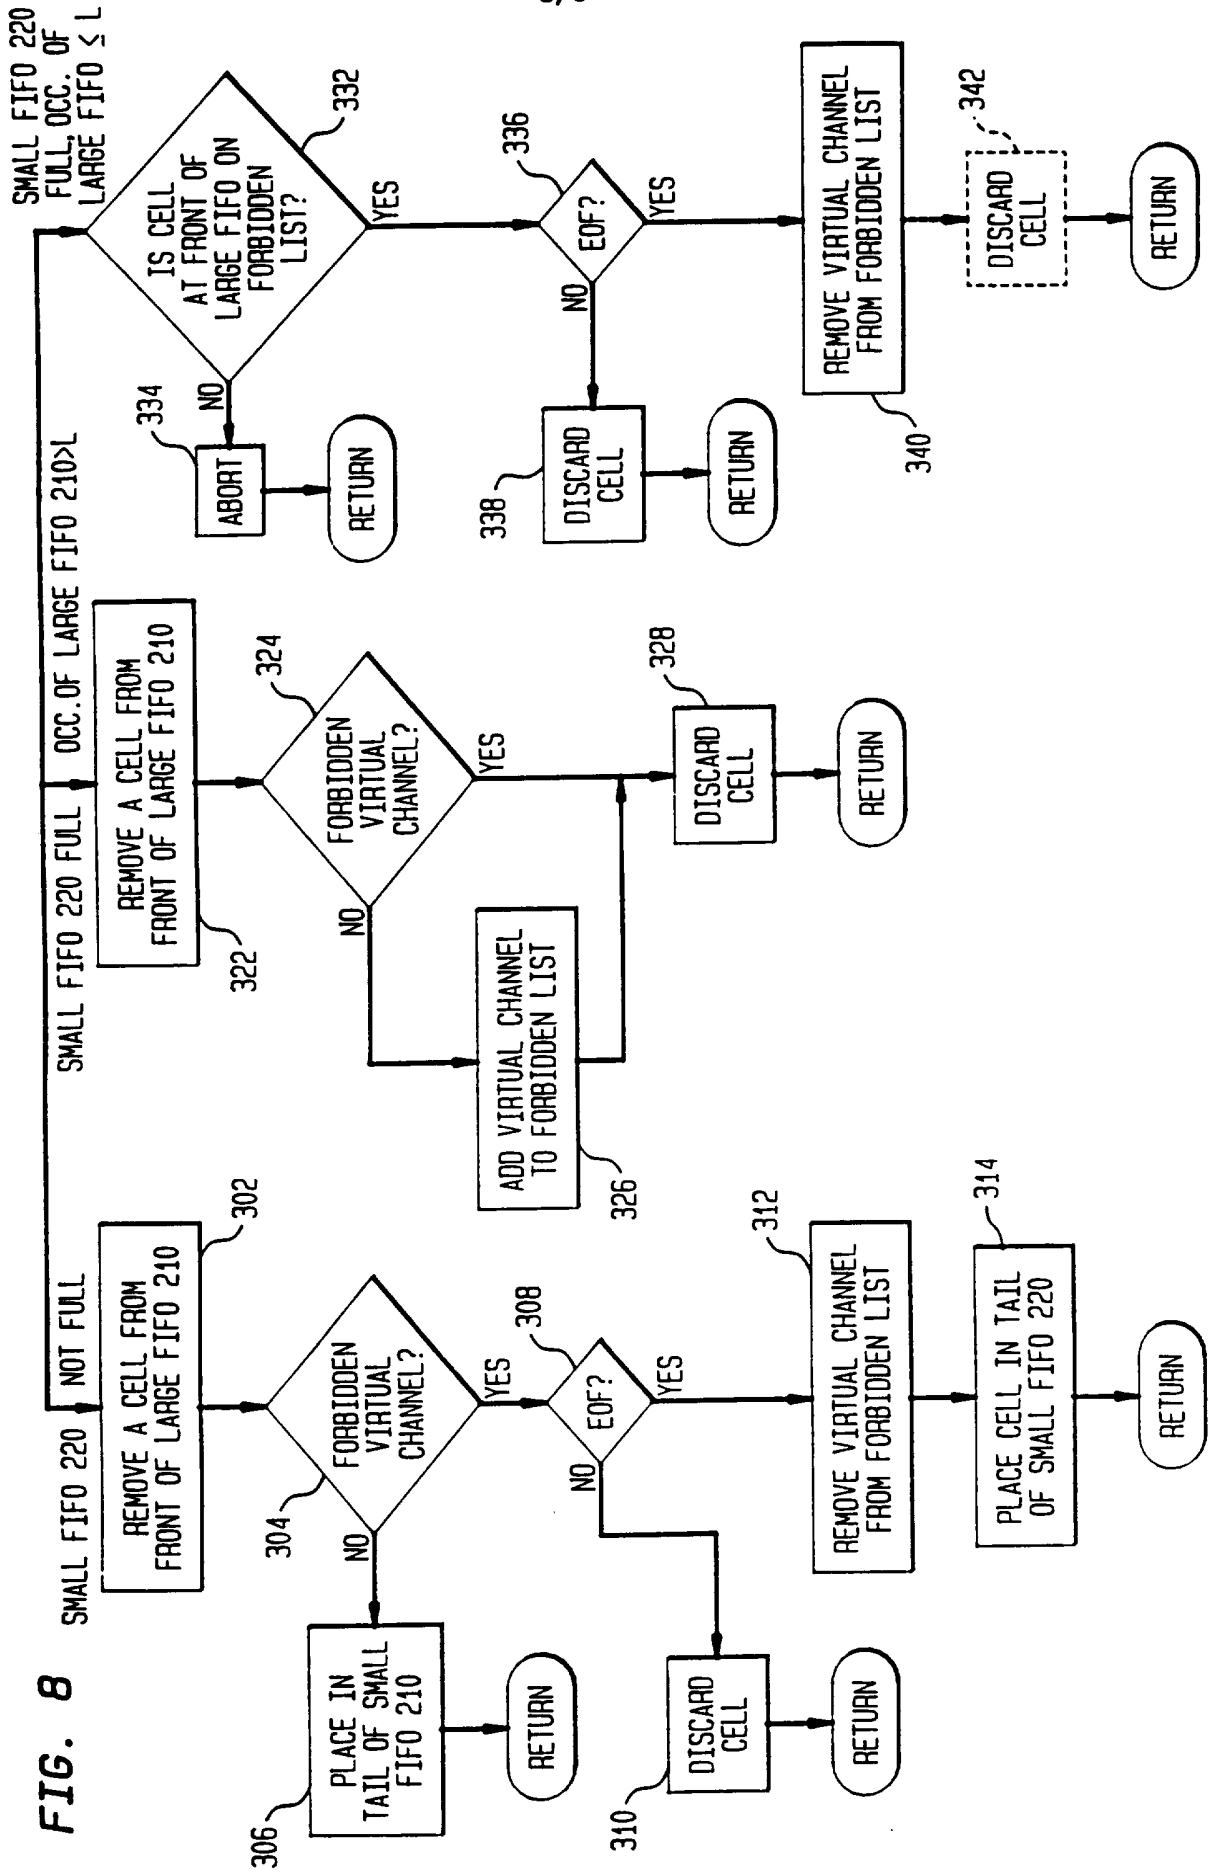 FIG. 8
SMALL FIFO 220 NOT FULL
REMOVE A CELL FROM
FRONT OF LARGE FIFO 210
302
FORBIDDEN
VIRTUAL
CHANNEL?
304
NO
YES
PLACE IN
TAIL OF SMALL
FIFO 210
306
RETURN
EOF?
308
NO
YES
DISCARD
CELL
310
RETURN
REMOVE VIRTUAL CHANNEL
FROM FORBIDDEN LIST
312
PLACE CELL IN TAIL
OF SMALL FIFO 220
314
RETURN
SMALL FIFO 220 FULL OCC.OF LARGE FIFO 210>L
REMOVE A CELL FROM
FRONT OF LARGE FIFO 210
322
FORBIDDEN
VIRTUAL
CHANNEL?
324
NO
YES
ADD VIRTUAL CHANNEL
TO FORBIDDEN LIST
326
DISCARD
CELL
328
RETURN
SMALL FIFO 220
FULL, OCC. OF
LARGE FIFO ≤ L
IS CELL
AT FRONT OF
LARGE FIFO ON
FORBIDDEN
LIST?
332
NO
YES
ABORT
334
RETURN
EOF?
336
NO
YES
DISCARD
CELL
338
RETURN
REMOVE VIRTUAL CHANNEL
FROM FORBIDDEN LIST
340
DISCARD
CELL
342
RETURN